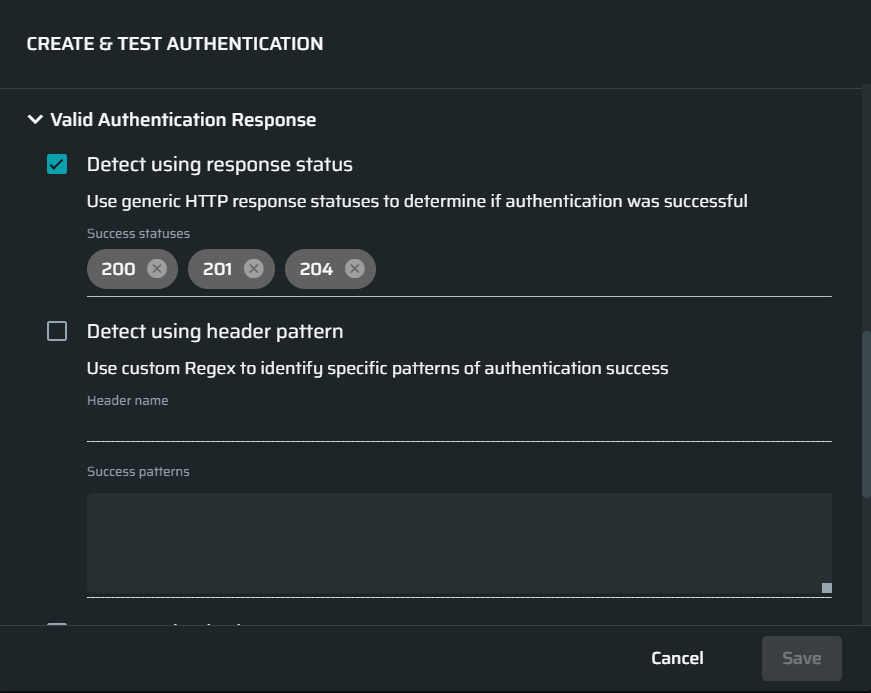 CREATE & TEST AUTHENTICATION
Valid Authentication Response
Detect using response status
Use generic HTTP response statuses to determine if authentication was successful
Success statuses
200 201 204
Detect using header pattern
Use custom Regex to identify specific patterns of authentication success
Header name
Success patterns
Cancel Save